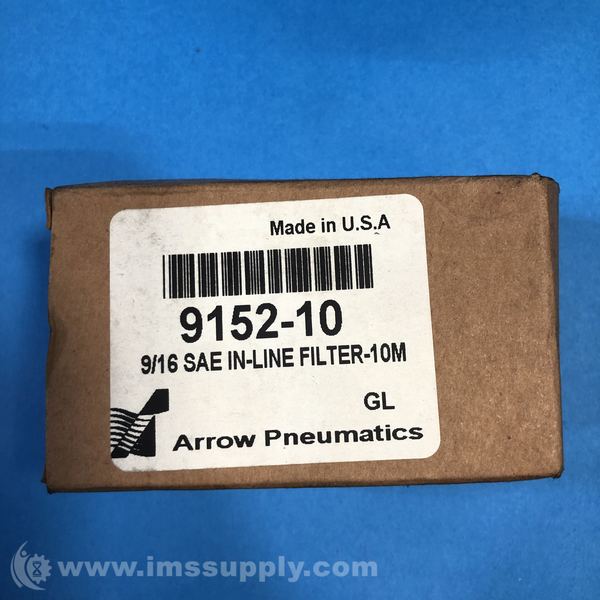 Made in U.S.A
9152-10
9/16 SAE IN-LINE FILTER-10M
GL
Arrow Pneumatics
www.imssupply.com